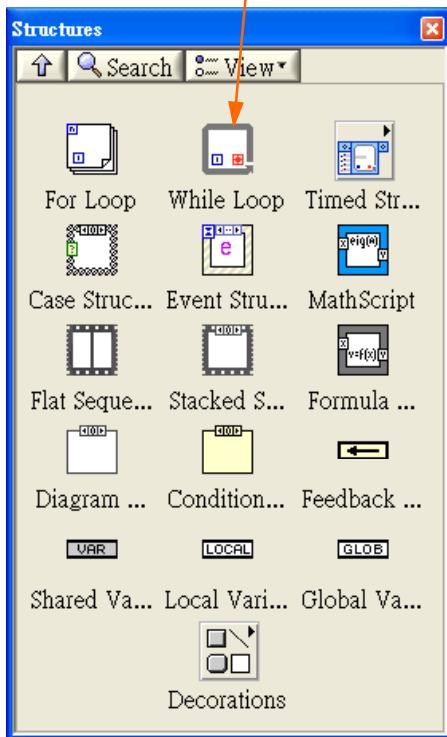 Structures
Search View
For Loop While Loop Timed Str...
Case Struc... Event Stru... MathScript
Flat Seque... Stacked S... Formula ...
Diagram ... Condition... Feedback ...
VAR LOCAL GLOB
Shared Va... Local Vari... Global Va...
Decorations